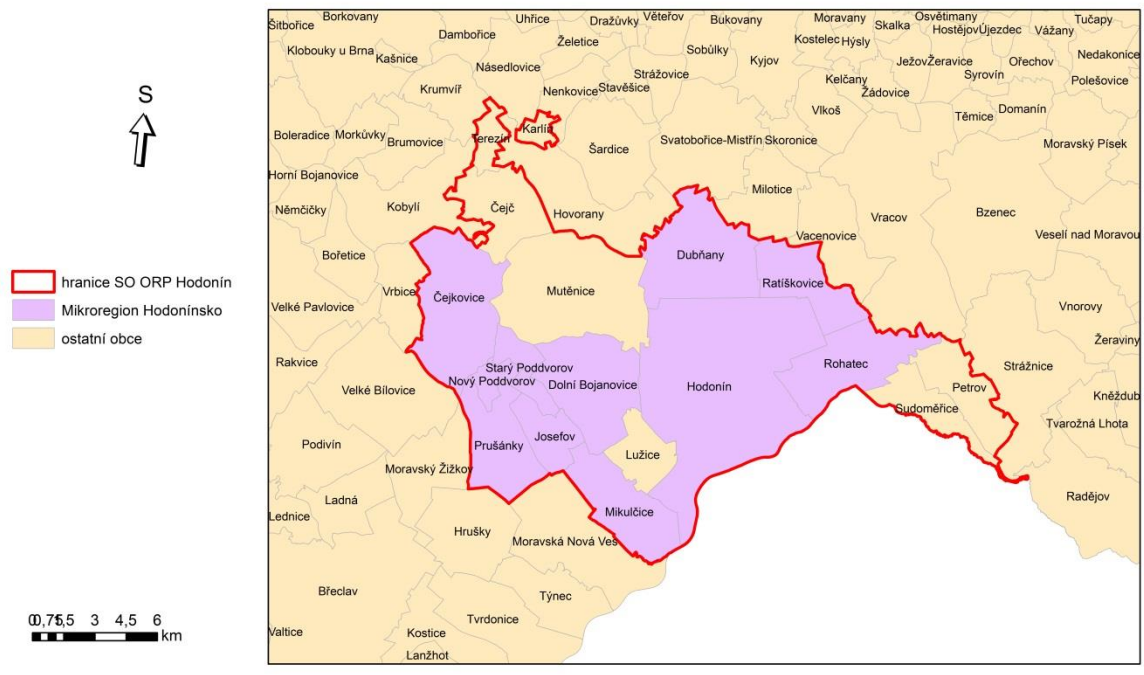 Borkovany
Uhřice
Dražůvky
Věteřov
Bukovany
Moravany
Osvětimany
Tučapy
Šitbořice
Skalka
HostějovÚjezdec
Vážany
Dambořice
Želetice
Kostelec
Hýsly
Klobouky u Brna
Kašnice
Sobůlky
Kyjov
Ježov
Žeravice
Ořechov
Nedakonice
Násedlovice
Strážovice
Kelčany
Syrovín
Polešovice
Krumvíř
Nenkovice
Stavěšice
Žádovice
S
Vlkoš
Domaním
Těmice
Boleradice
Morkůvky
Brumovice
Terezín
Karlín
Šardice
Svatobořice-Mistřín
Skoronice
Moravský Písek
Horní Bojanovice
Milotice
Němčičky
Kobylí
Čejč
Hovorany
Vracov
Bzenec
Vacenovice
Veselí nad Moravou
Bořetice
Dubňany
hranice SO ORP Hodonín
Vrbice
Čejkovice
Mutěnice
Ratíškovice
Mikroregion Hodonínsko
Velké Pavlovice
Vnorovy
ostatní obce
Žeraviny
Rakvice
Starý Poddvorov
Rohatec
Strážnice
Velké Bílovice
Nový Poddvorov
Dolní Bojanovice
Hodonín
Petrov
Kněždub
Sudoměřice
Tvarožná Lhota
Podivín
Prušánky
Josefov
Lužice
Moravský Žižkov
Ladná
Radějov
Lednice
Mikulčice
Hrušky
Moravská Nová Ves
Břeclav
Týnec
Tvrdonice
0 0,75 1,5 3 4,5 6
km
Valtice
Kostice
Lanžhot